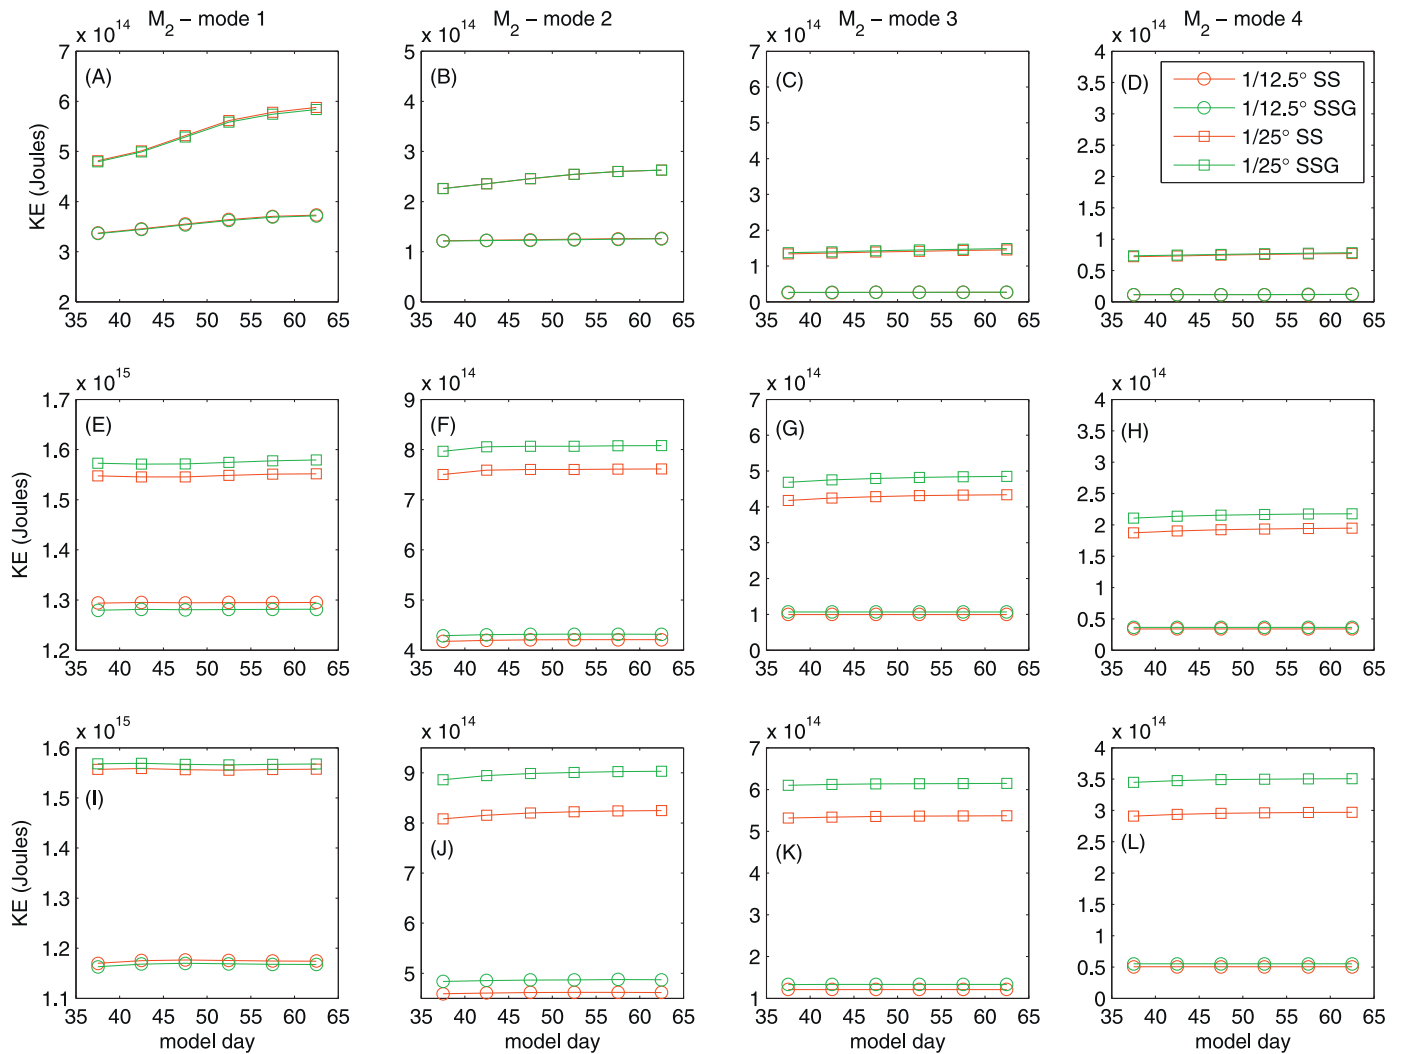 M2 – mode 1
x 10^14
7
6
5
4
3
2
KE (Joules)
(A)
35 40 45 50 55 60 65
M2 – mode 2
x 10^14
5
4
3
2
1
0
(B)
35 40 45 50 55 60 65
M2 – mode 3
x 10^14
7
6
5
4
3
2
1
0
(C)
35 40 45 50 55 60 65
M2 – mode 4
x 10^14
4
3.5
3
2.5
2
1.5
1
0.5
0
(D)
1/12.5° SS
1/12.5° SSG
1/25° SS
1/25° SSG
35 40 45 50 55 60 65
x 10^15
1.7
1.6
1.5
1.4
1.3
1.2
KE (Joules)
(E)
35 40 45 50 55 60 65
x 10^14
9
8
7
6
5
4
(F)
35 40 45 50 55 60 65
x 10^14
7
6
5
4
3
2
1
0
(G)
35 40 45 50 55 60 65
x 10^14
4
3.5
3
2.5
2
1.5
1
0.5
0
(H)
35 40 45 50 55 60 65
x 10^15
1.6
1.5
1.4
1.3
1.2
1.1
KE (Joules)
(I)
35 40 45 50 55 60 65
model day
x 10^14
9
8
7
6
5
(J)
35 40 45 50 55 60 65
model day
x 10^14
7
6
5
4
3
2
1
(K)
35 40 45 50 55 60 65
model day
x 10^14
4
3.5
3
2.5
2
1.5
1
0.5
0
(L)
35 40 45 50 55 60 65
model day